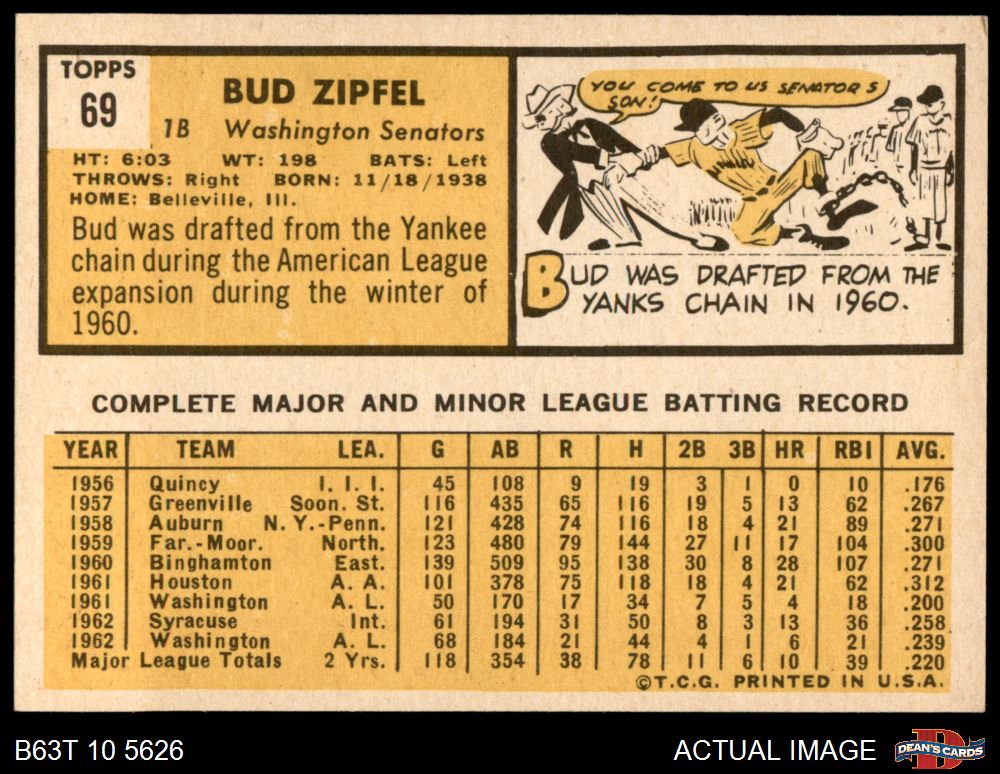 TOPPS
69
BUD ZIPFEL
1B Washington Senators
HT: 6:03 WT: 198 BATS: Left
THROWS: Right BORN: 11/18/1938
HOME: Belleville, Ill.
Bud was drafted from the Yankee
chain during the American League
expansion during the winter of
1960.
YOU COME TO US SENATOR S
SON!
BUD WAS DRAFTED FROM THE
YANKS CHAIN IN 1960.
COMPLETE MAJOR AND MINOR LEAGUE BATTING RECORD
YEAR TEAM LEA. G AB R H 2B 3B HR RBI AVG.
1956 Quincy I. I. I. 45 108 9 19 3 1 0 10 .176
1957 Greenville Soon. St. 116 435 65 116 19 5 13 62 .267
1958 Auburn N. Y.-Penn. 121 428 74 116 18 4 21 89 .271
1959 Far.-Moor. North. 123 480 79 144 27 11 17 104 .300
1960 Binghamton East. 139 509 95 138 30 8 28 107 .271
1961 Houston A. A. 101 378 75 118 18 4 21 62 .312
1961 Washington A. L. 50 170 17 34 7 5 4 18 .200
1962 Syracuse Int. 61 194 31 50 8 3 13 36 .258
1962 Washington A. L. 68 184 21 44 4 1 6 21 .239
Major League Totals 2 Yrs. 118 354 38 78 11 6 10 39 .220
©T.C.G. PRINTED IN U.S.A.
B63T 10 5626
ACTUAL IMAGE
D
DEAN'S CARDS